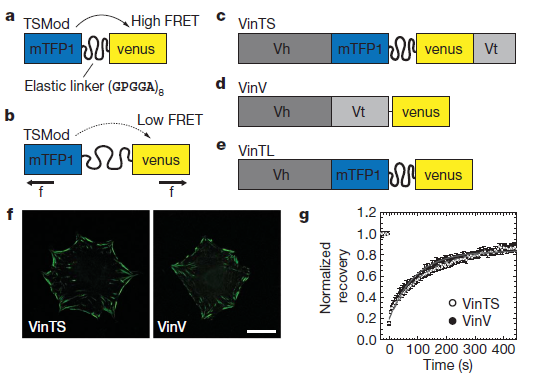 a TSMod High FRET
mTFP1 venus
Elastic linker (GPGGA)8
b TSMod Low FRET
mTFP1 venus
f f
c VinTS
Vh mTFP1 venus Vt
d VinV
Vh Vt venus
e VinTL
Vh mTFP1 venus
f
VinTS VinV
g
Normalized
recovery
1.2
1.0
0.8
0.6
0.4
0.2
0.0
VinTS
VinV
0 100 200 300 400
Time (s)